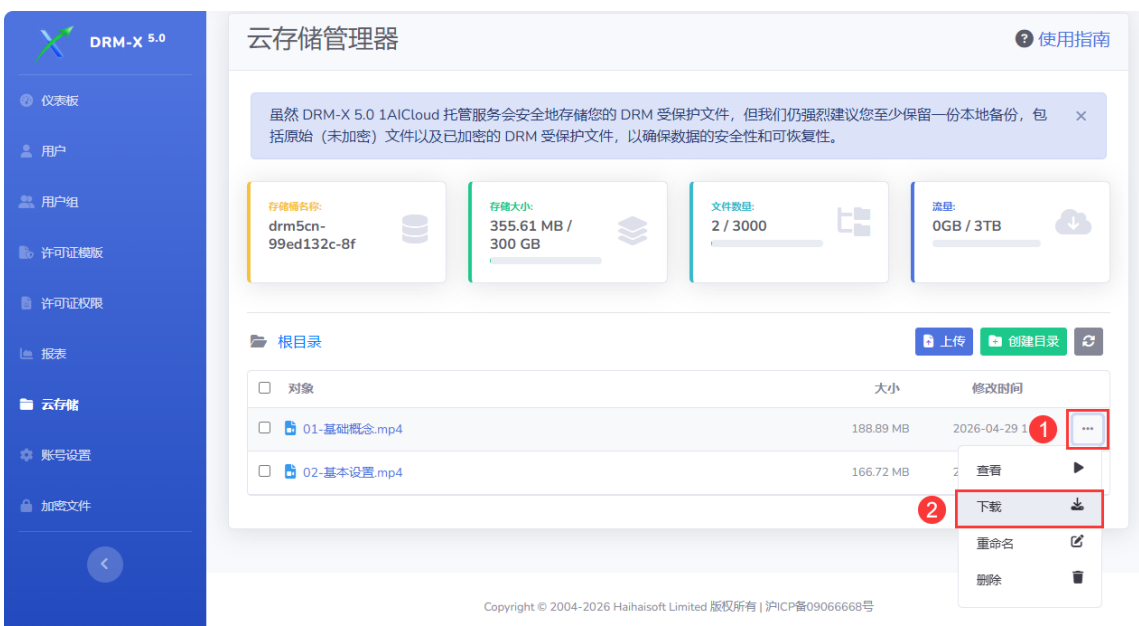 DRM-X 5.0
仪表板
用户
用户组
许可证模版
许可证权限
报表
云存储
账号设置
加密文件
云存储管理器
使用指南
虽然 DRM-X 5.0 1AICloud 托管服务会安全地存储您的 DRM 受保护文件，但我们仍强烈建议您至少保留一份本地备份，包
括原始（未加密）文件以及已加密的 DRM 受保护文件，以确保数据的安全性和可恢复性。
存储桶名称:
drm5cn-
99ed132c-8f
存储大小:
355.61 MB /
300 GB
文件数量:
2 / 3000
流量:
0GB / 3TB
根目录
上传
创建目录
对象 大小 修改时间
01-基础概念.mp4 188.89 MB 2026-04-29 1
1
02-基本设置.mp4 166.72 MB 2
查看
2
下载
重命名
删除
Copyright © 2004-2026 Haihaisoft Limited 版权所有 | 沪ICP备09066668号